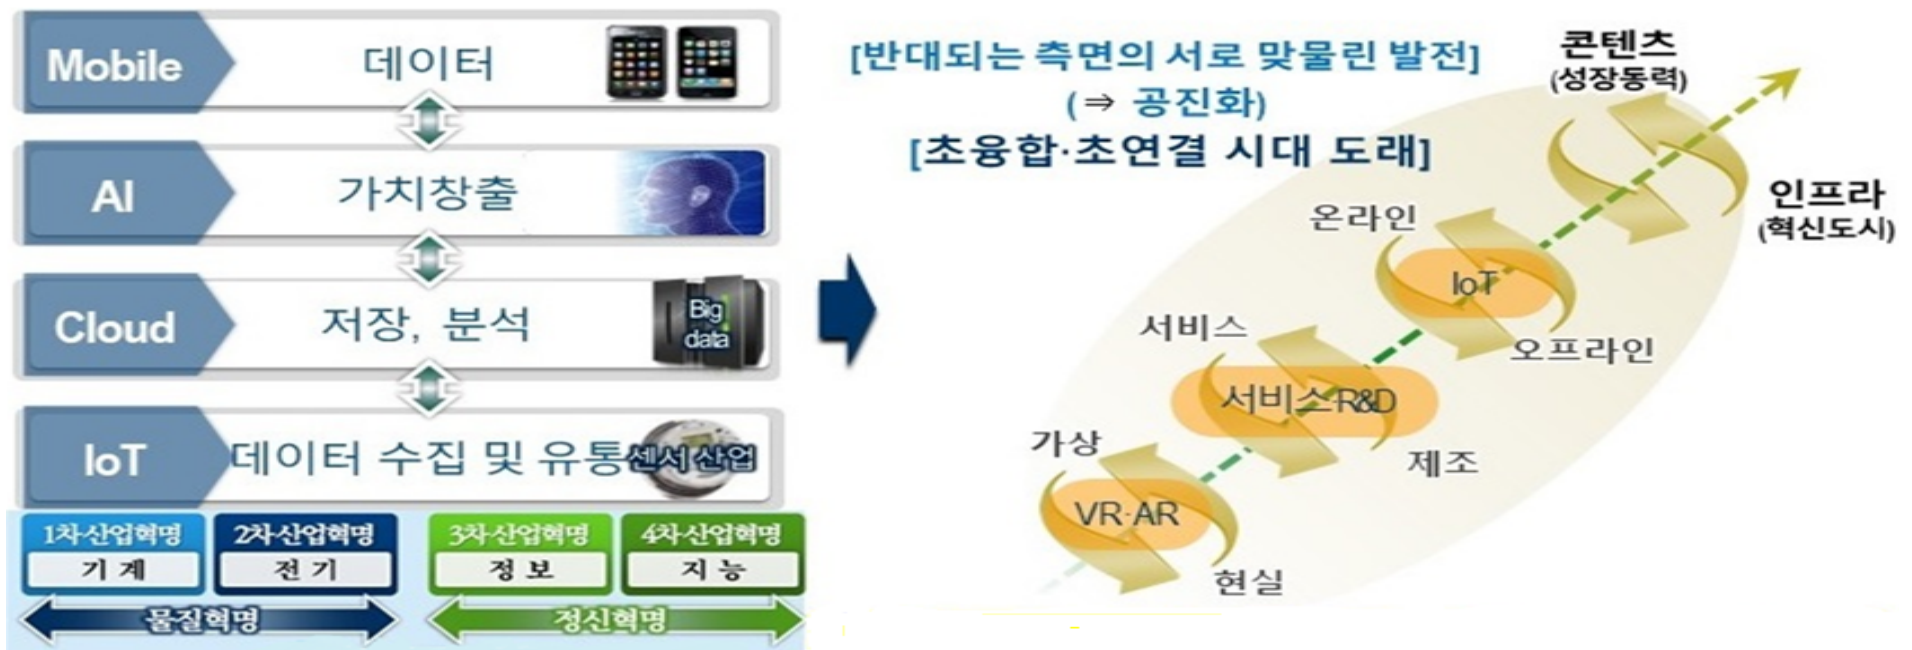 Mobile
데이터
AI
가치창출
Cloud
저장, 분석
Big
data
IoT
데이터 수집 및 유통
센서 산업
1차·산업혁명
기 계
2차·산업혁명
전 기
3차·산업혁명
정 보
4차·산업혁명
지 능
물질혁명
정신혁명
[반대되는 측면의 서로 맞물린 발전]
(⇒ 공진화)
[초융합·초연결 시대 도래]
콘텐츠
(성장동력)
인프라
(혁신도시)
온라인
IoT
오프라인
서비스
서비스·R&D
제조
가상
VR·AR
현실